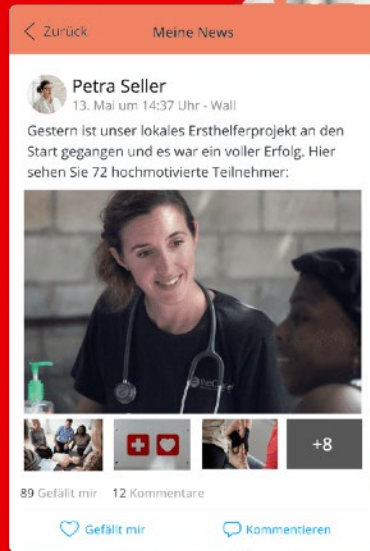 Zurück
Meine News
Petra Seller
13. Mai um 14:37 Uhr - Wall
Gestern ist unser lokales Ersthelferprojekt an den
Start gegangen und es war ein voller Erfolg. Hier
sehen Sie 72 hochmotivierte Teilnehmer:
+8
89 Gefällt mir 12 Kommentare
Gefällt mir
Kommentieren